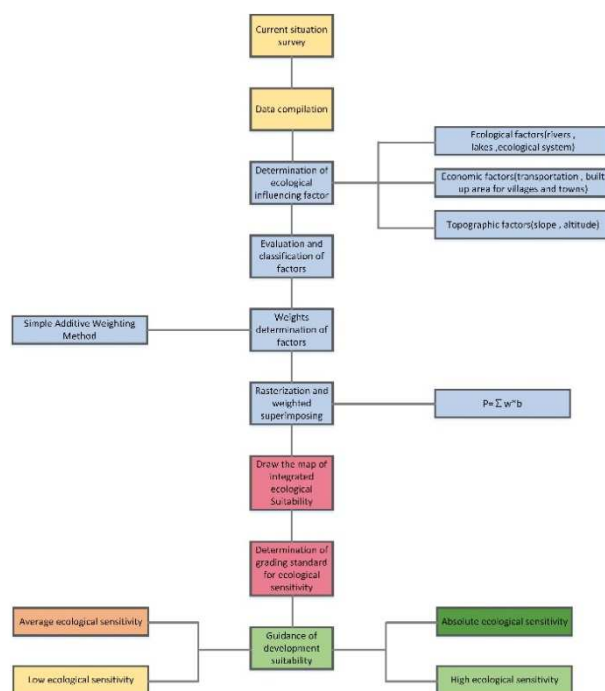 Current situation
survey
Data compilation
Determination of
ecological
influencing factor
Ecological factors(rivers ,
lakes ,ecological system)
Economic factors(transportation , built
up area for villages and towns)
Topographic factors(slope , altitude)
Evaluation and
classification of
factors
Simple Additive Weighting
Method
Weights
determination of
factors
Rasterization and
weighted
superimposing
P=Σw*b
Draw the map of
integrated
ecological
Suitability
Determination of
grading standard
for ecological
sensitivity
Average ecological sensitivity
Absolute ecological sensitivity
Guidance of
development
suitability
Low ecological sensitivity
High ecological sensitivity